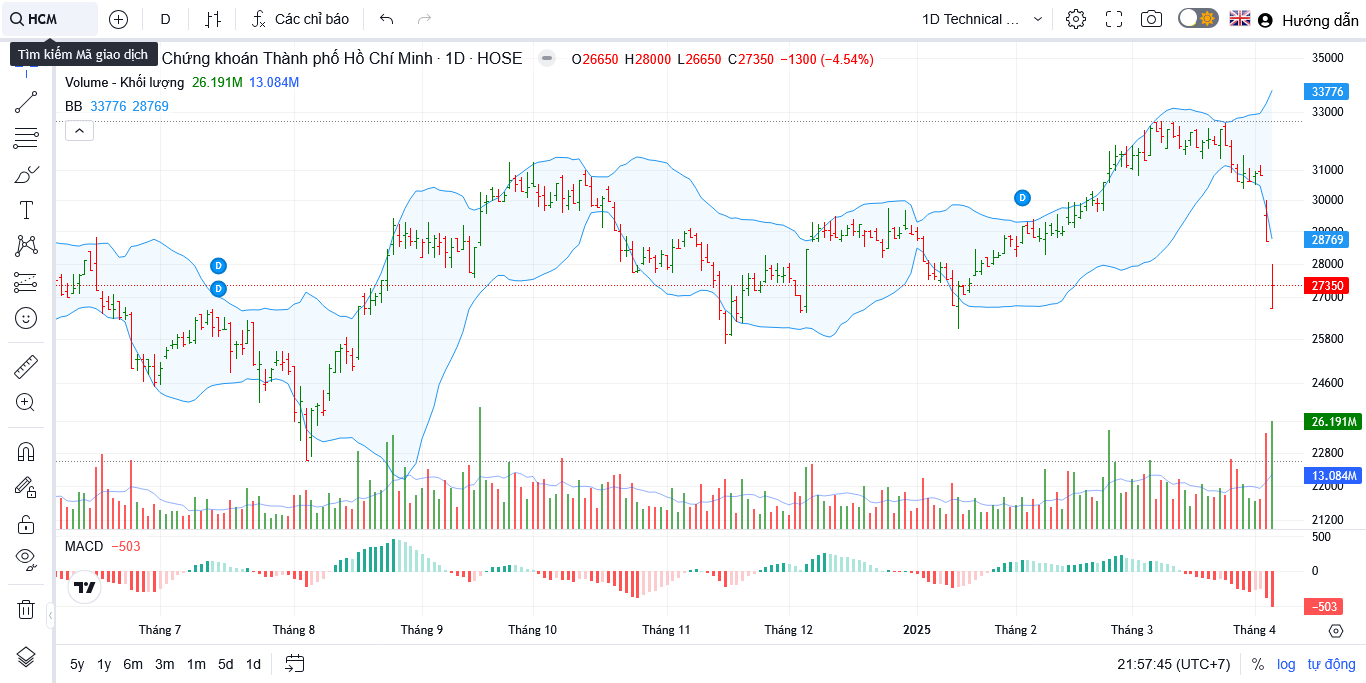 HCM
D
Các chỉ báo
1D Technical ...
Hướng dẫn
Tìm kiếm Mã giao dịch
Chứng khoán Thành phố Hồ Chí Minh · 1D · HOSE
O26650 H28000 L26650 C27350 −1300 (−4.54%)
Volume - Khối lượng 26.191M 13.084M
BB 33776 28769
D
D
D
35000
33776
33000
31000
30000
29000
28769
28000
27350
27000
25800
24600
26.191M
22800
13.084M
22000
21200
MACD −503
500
0
−503
Tháng 7
Tháng 8
Tháng 9
Tháng 10
Tháng 11
Tháng 12
2025
Tháng 2
Tháng 3
Tháng 4
5y 1y 6m 3m 1m 5d 1d
21:57:45 (UTC+7)
%
log
tự động